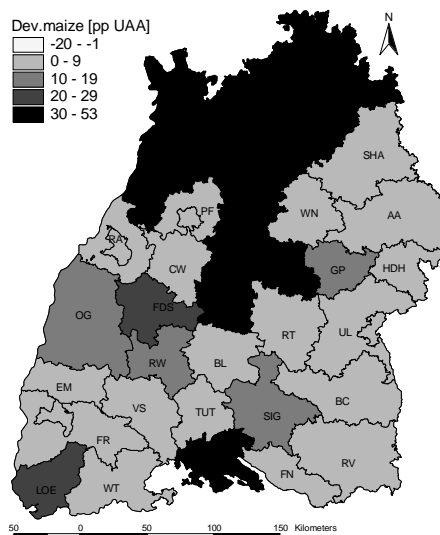 Dev.maize [pp UAA]
-20 - -1
0 - 9
10 - 19
20 - 29
30 - 53
N
SHA
PF
WN
AA
RA
CW
GP
HDH
OG
FDS
RT
UL
RW
BL
EM
VS
TUT
SIG
BC
FR
RV
LOE
WT
FN
50 0 50 100 150 Kilometers